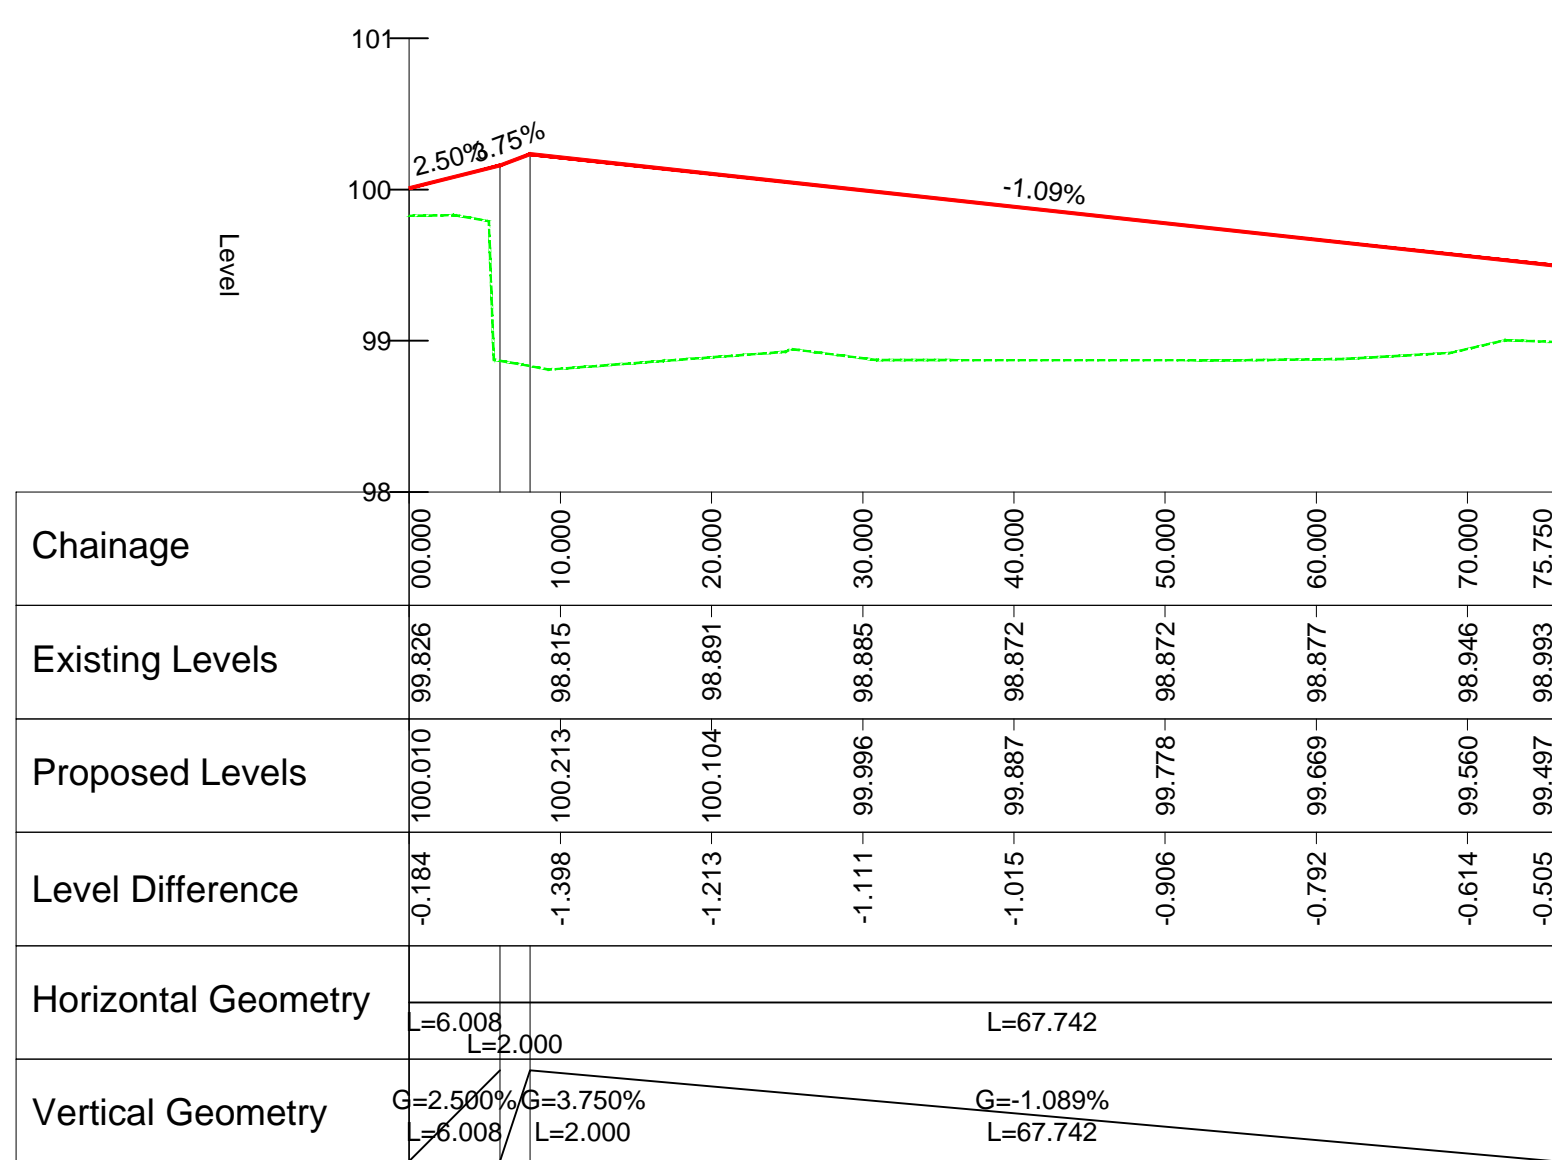 101
2.50%
3.75%
100
-1.09%
Level
99
98
Chainage
00.000
10.000
20.000
30.000
40.000
50.000
60.000
70.000
75.750
Existing Levels
99.826
98.815
98.891
98.885
98.872
98.872
98.877
98.946
98.993
Proposed Levels
100.010
100.213
100.104
99.996
99.887
99.778
99.669
99.560
99.497
Level Difference
-0.184
-1.398
-1.213
-1.111
-1.015
-0.906
-0.792
-0.614
-0.505
Horizontal Geometry
L=6.008
L=2.000
L=67.742
Vertical Geometry
G=2.500%
L=6.008
G=3.750%
L=2.000
G=-1.089%
L=67.742